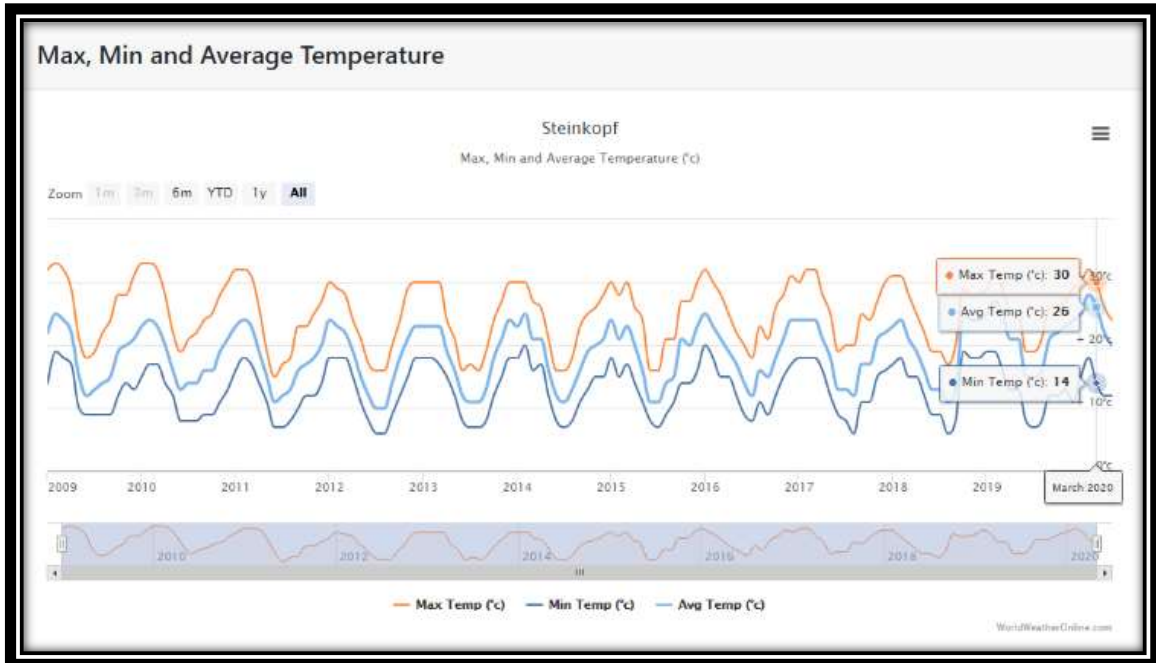 Max, Min and Average Temperature
Steinkopf
Max, Min and Average Temperature (°c)
Zoom 1m 3m 6m YTD 1y All
Max Temp (°c): 30
30°c
Avg Temp (°c): 26
20°c
Min Temp (°c): 14
10°c
0°c
2009 2010 2011 2012 2013 2014 2015 2016 2017 2018 2019 March 2020
2010 2012 2014 2016 2018 2020
Max Temp (°c) Min Temp (°c) Avg Temp (°c)
WorldWeatherOnline.com